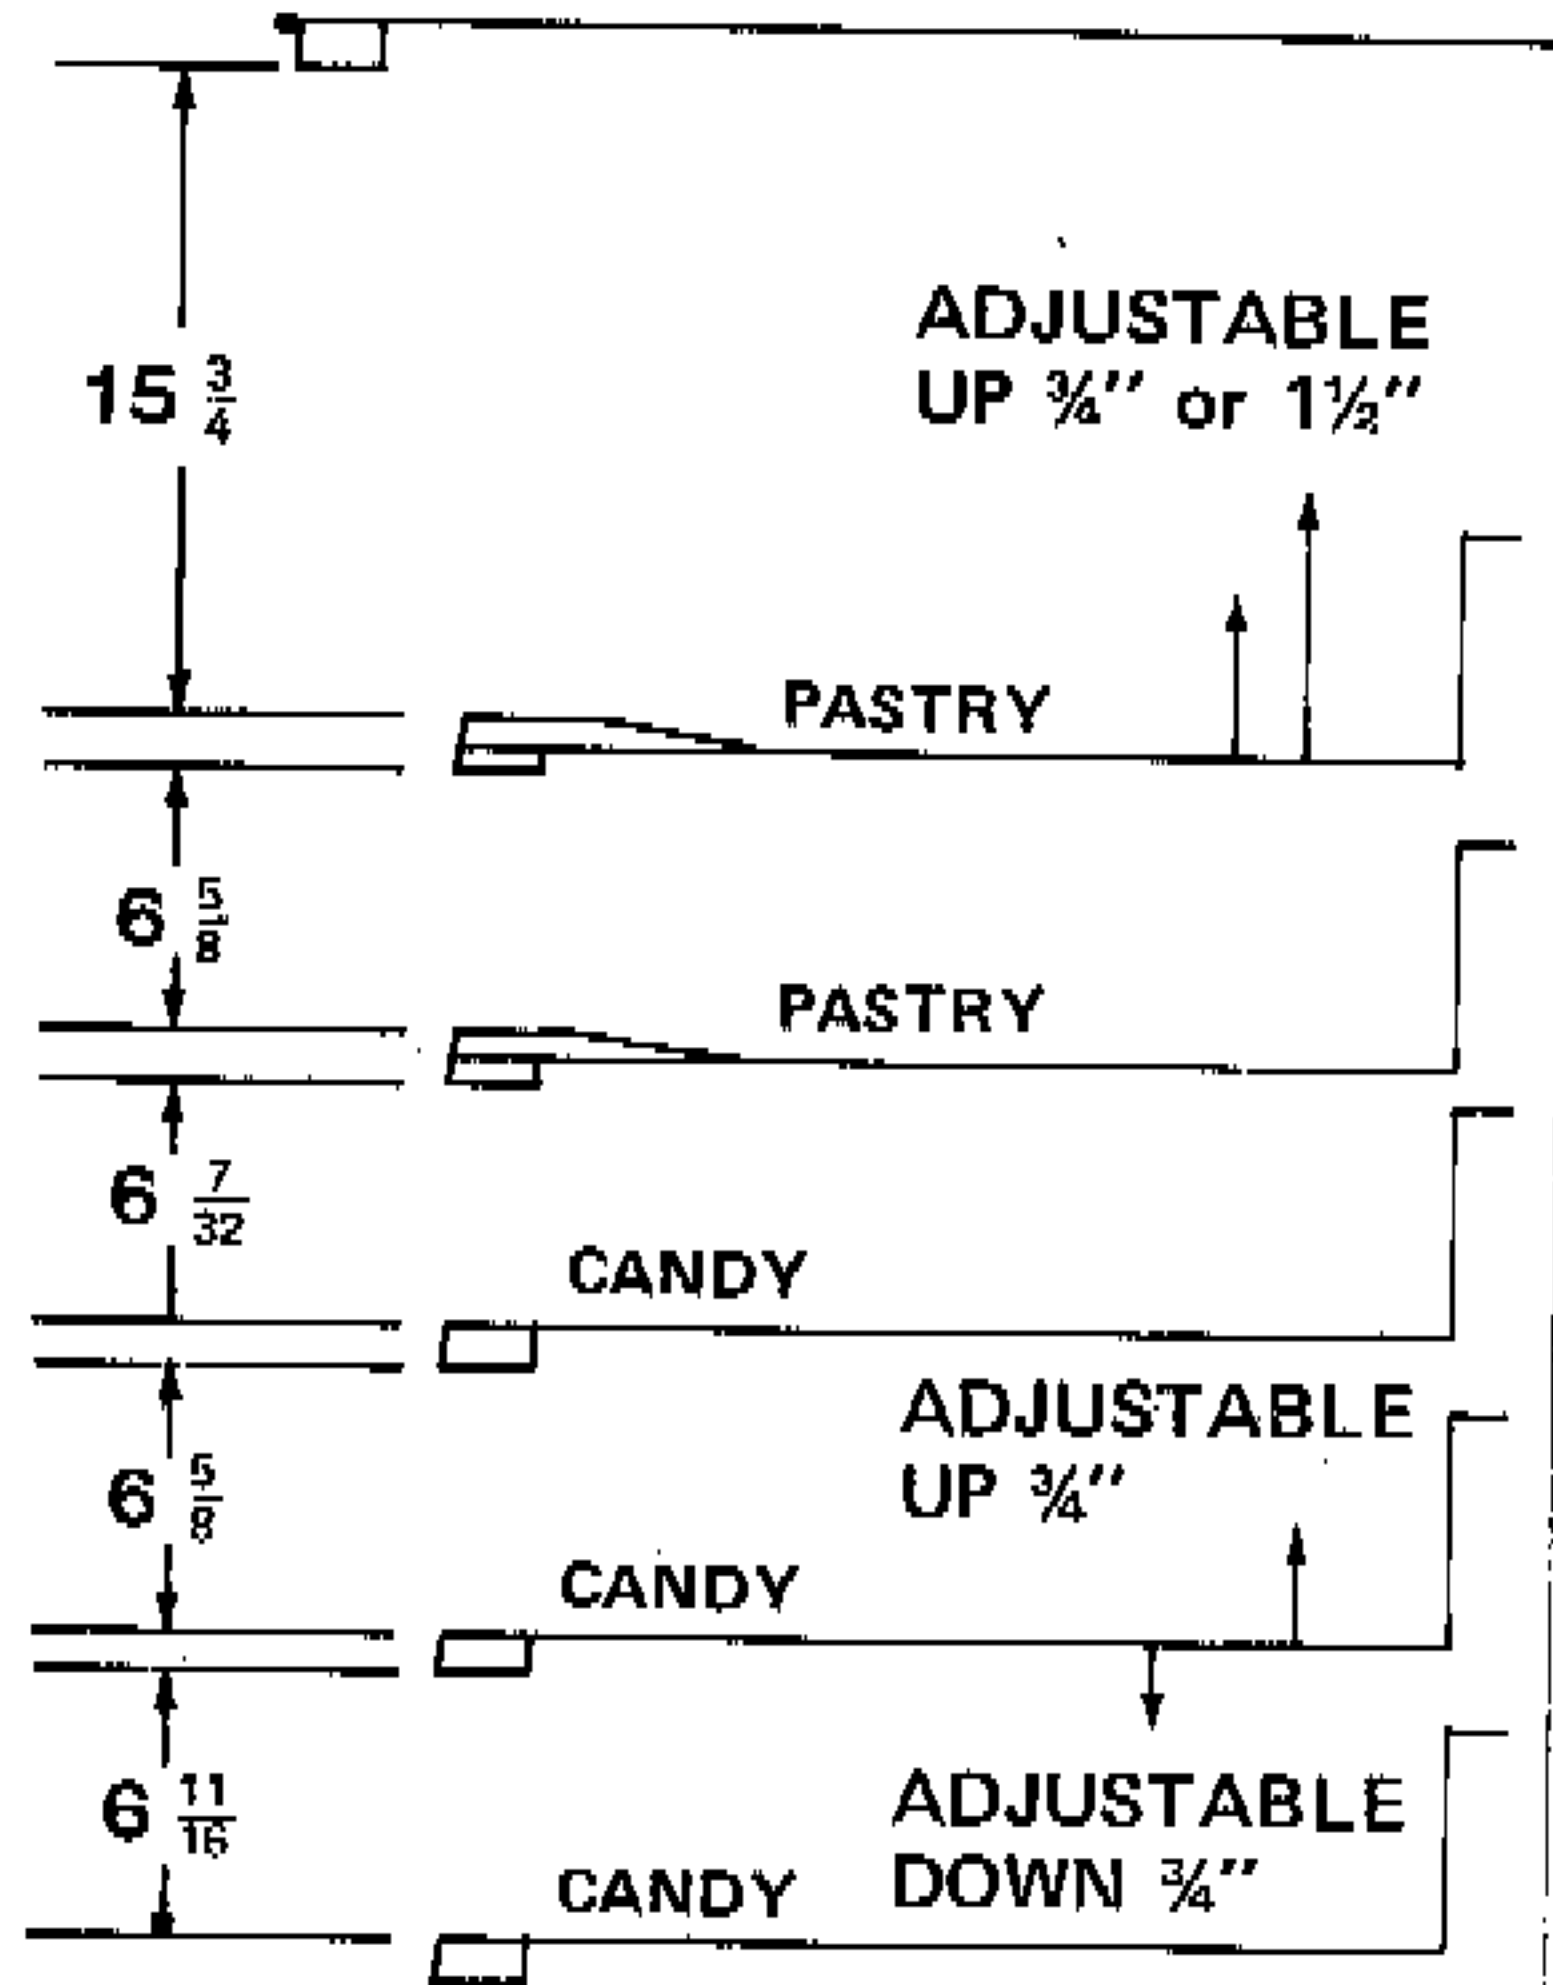 ADJUSTABLE
UP ¾″ or 1½″
15 3/4
PASTRY
6 5/8
PASTRY
6 7/32
CANDY
ADJUSTABLE
UP ¾″
6 5/8
CANDY
6 11/16
ADJUSTABLE
DOWN ¾″
CANDY